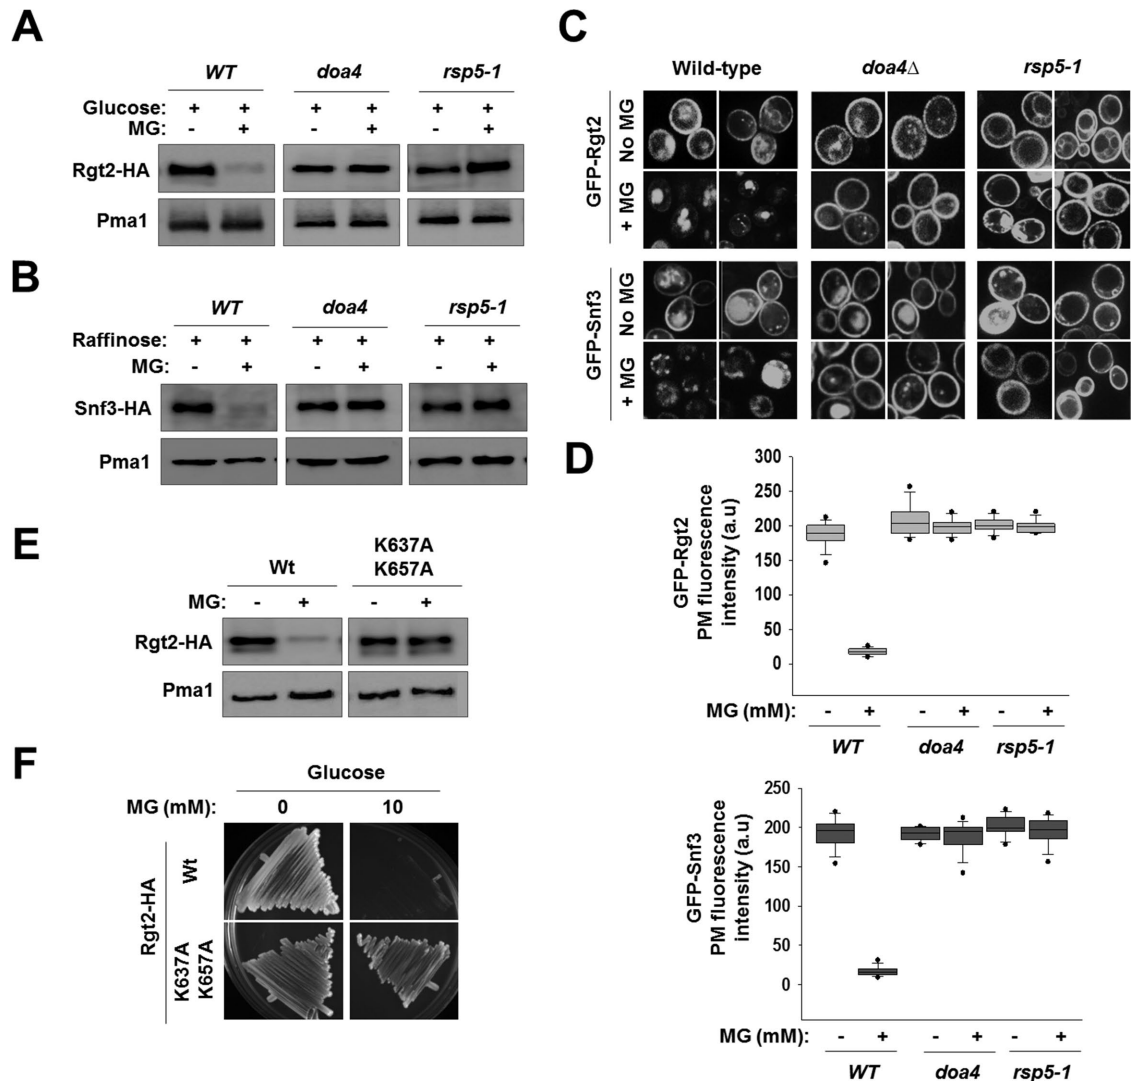 A
WT doa4 rsp5-1
Glucose: + + + + + +
MG: - + - + - +
Rgt2-HA
Pma1
B
WT doa4 rsp5-1
Raffinose: + + + + + +
MG: - + - + - +
Snf3-HA
Pma1
C
Wild-type doa4Δ rsp5-1
GFP-Rgt2
No MG
+ MG
GFP-Snf3
No MG
+ MG
D
GFP-Rgt2
PM fluorescence
intensity (a.u)
300
250
200
150
100
50
0
MG (mM): - + - + - +
WT doa4 rsp5-1
GFP-Snf3
PM fluorescence
intensity (a.u)
250
200
150
100
50
0
MG (mM): - + - + - +
WT doa4 rsp5-1
E
Wt K637A
K657A
MG: - + - +
Rgt2-HA
Pma1
F
Glucose
MG (mM): 0 10
Rgt2-HA
Wt
K637A
K657A